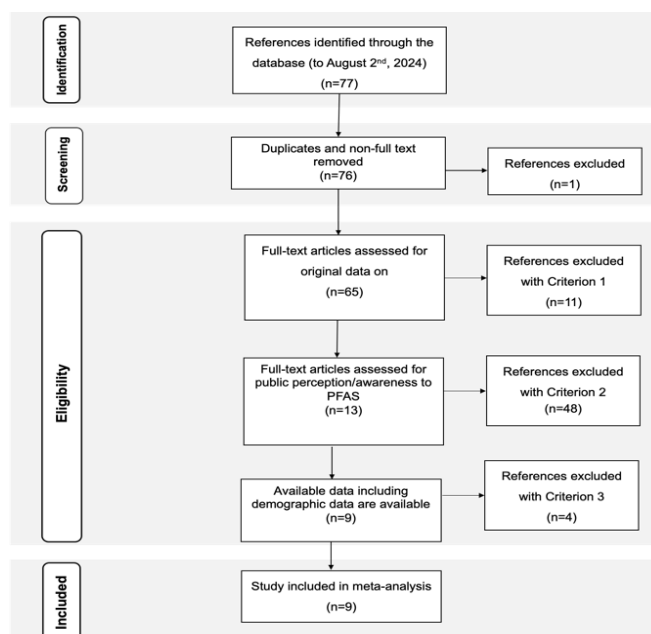 Identification
References identified through the
database (to August 2nd, 2024)
(n=77)
Screening
Duplicates and non-full text
removed
(n=76)
References excluded
(n=1)
Eligibility
Full-text articles assessed for
original data on
(n=65)
References excluded
with Criterion 1
(n=11)
Full-text articles assessed for
public perception/awareness to
PFAS
(n=13)
References excluded
with Criterion 2
(n=48)
Available data including
demographic data are available
(n=9)
References excluded
with Criterion 3
(n=4)
Included
Study included in meta-analysis
(n=9)